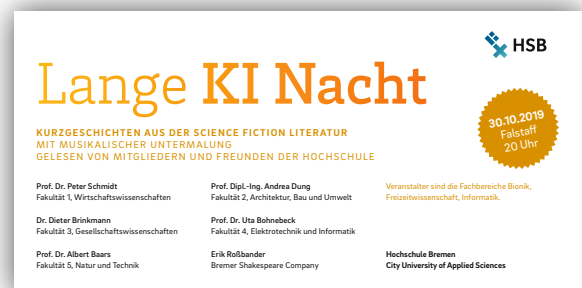 HSB
Lange KI Nacht
KURZGESCHICHTEN AUS DER SCIENCE FICTION LITERATUR
MIT MUSIKALISCHER UNTERMALUNG
GELESEN VON MITGLIEDERN UND FREUNDEN DER HOCHSCHULE
30.10.2019
Falstaff
20 Uhr
Prof. Dr. Peter Schmidt
Fakultät 1, Wirtschaftswissenschaften
Prof. Dipl.-Ing. Andrea Dung
Fakultät 2, Architektur, Bau und Umwelt
Veranstalter sind die Fachbereiche Bionik,
Freizeitwissenschaft, Informatik.
Dr. Dieter Brinkmann
Fakultät 3, Gesellschaftswissenschaften
Prof. Dr. Uta Bohnebeck
Fakultät 4, Elektrotechnik und Informatik
Prof. Dr. Albert Baars
Fakultät 5, Natur und Technik
Erik Roßbander
Bremer Shakespeare Company
Hochschule Bremen
City University of Applied Sciences